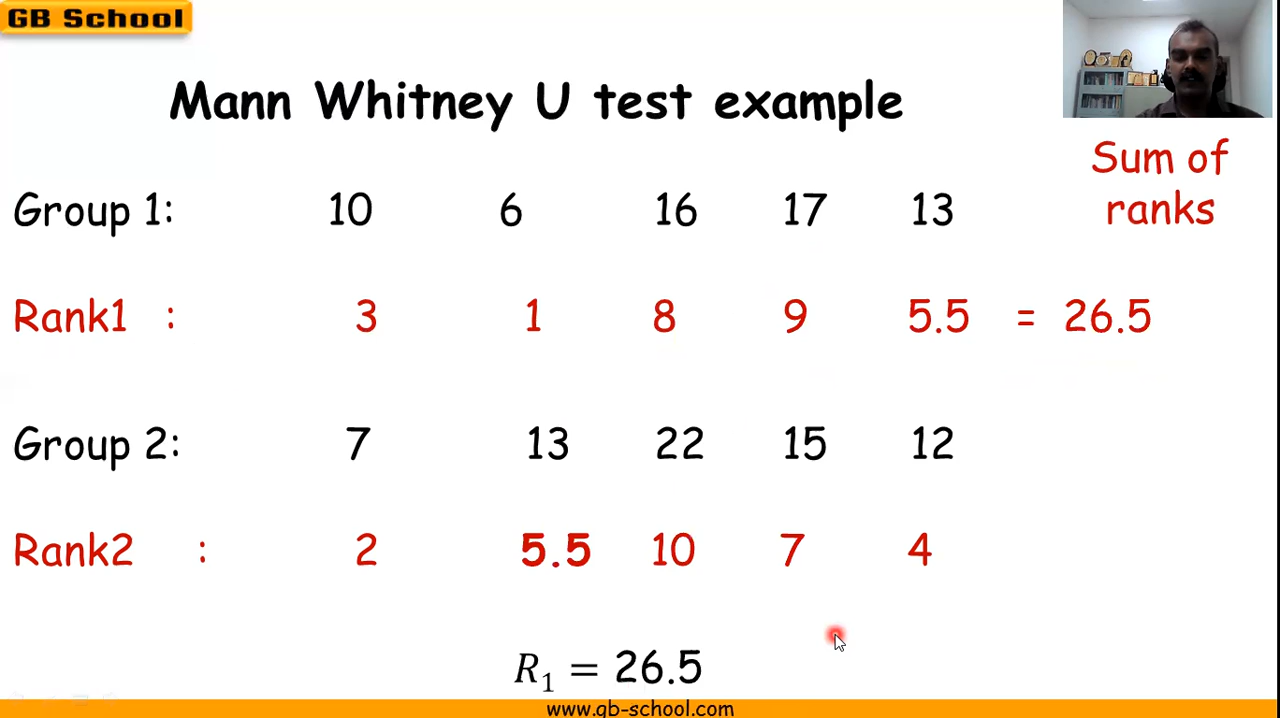 GB School
Mann Whitney U test example
Sum of
ranks
Group 1: 10 6 16 17 13
Rank1 : 3 1 8 9 5.5 = 26.5
Group 2: 7 13 22 15 12
Rank2 : 2 5.5 10 7 4
R₁ = 26.5
www.gb-school.com